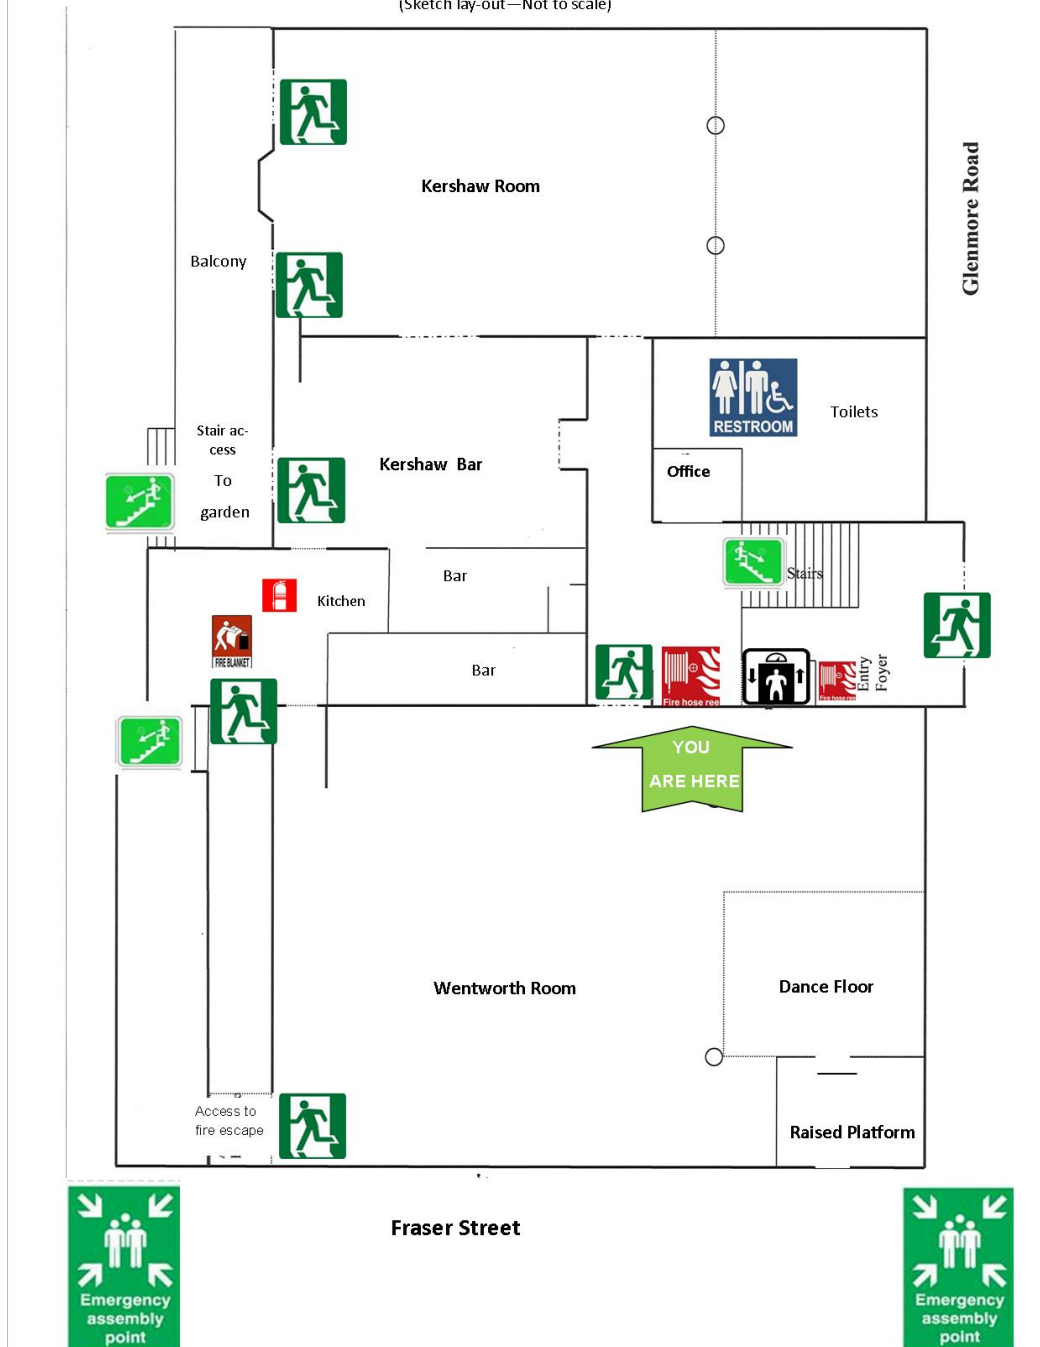 (Sketch lay-out—Not to scale)
Kershaw Room
Glenmore Road
Balcony
RESTROOM
Toilets
Stair ac-
cess
To
garden
Kershaw Bar
Office
Stairs
Bar
Kitchen
FIRE BLANKET
Bar
Fire hose ree
Fire hose ree
Entry
Foyer
YOU
ARE HERE
Wentworth Room
Dance Floor
Access to
fire escape
Raised Platform
Fraser Street
Emergency
assembly
point
Emergency
assembly
point